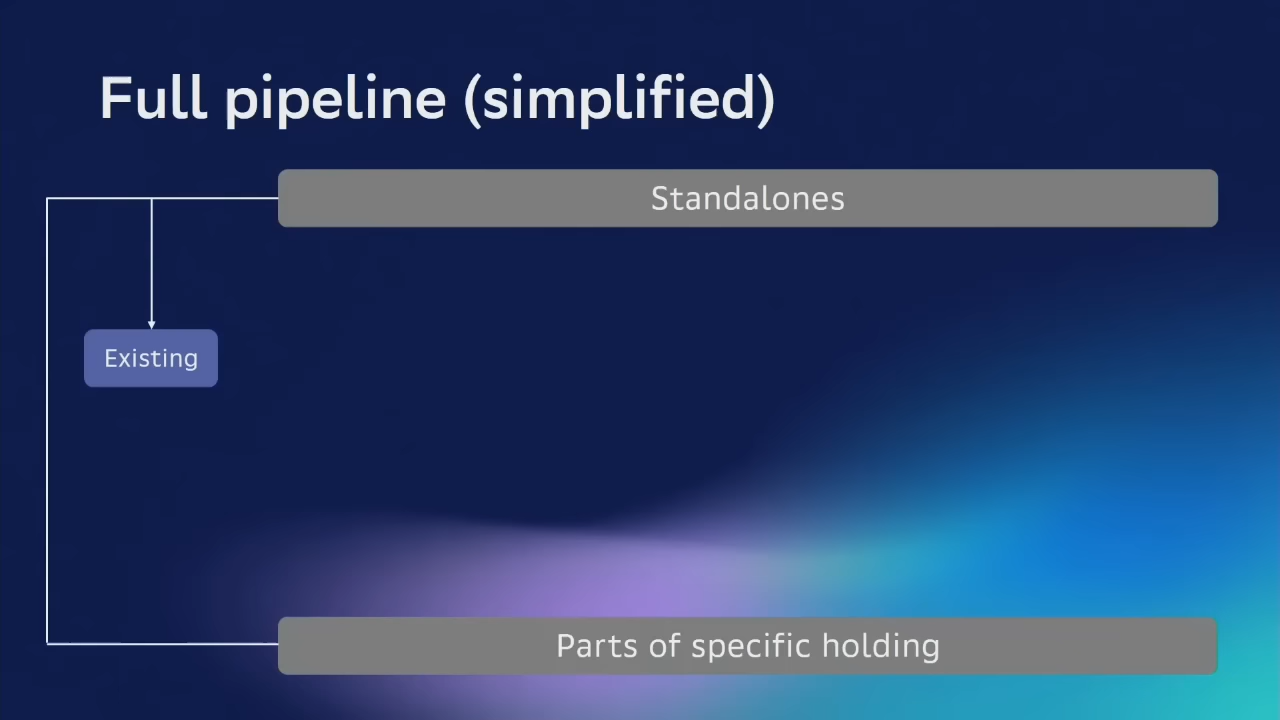 Full pipeline (simplified)
Standalones
Existing
Parts of specific holding